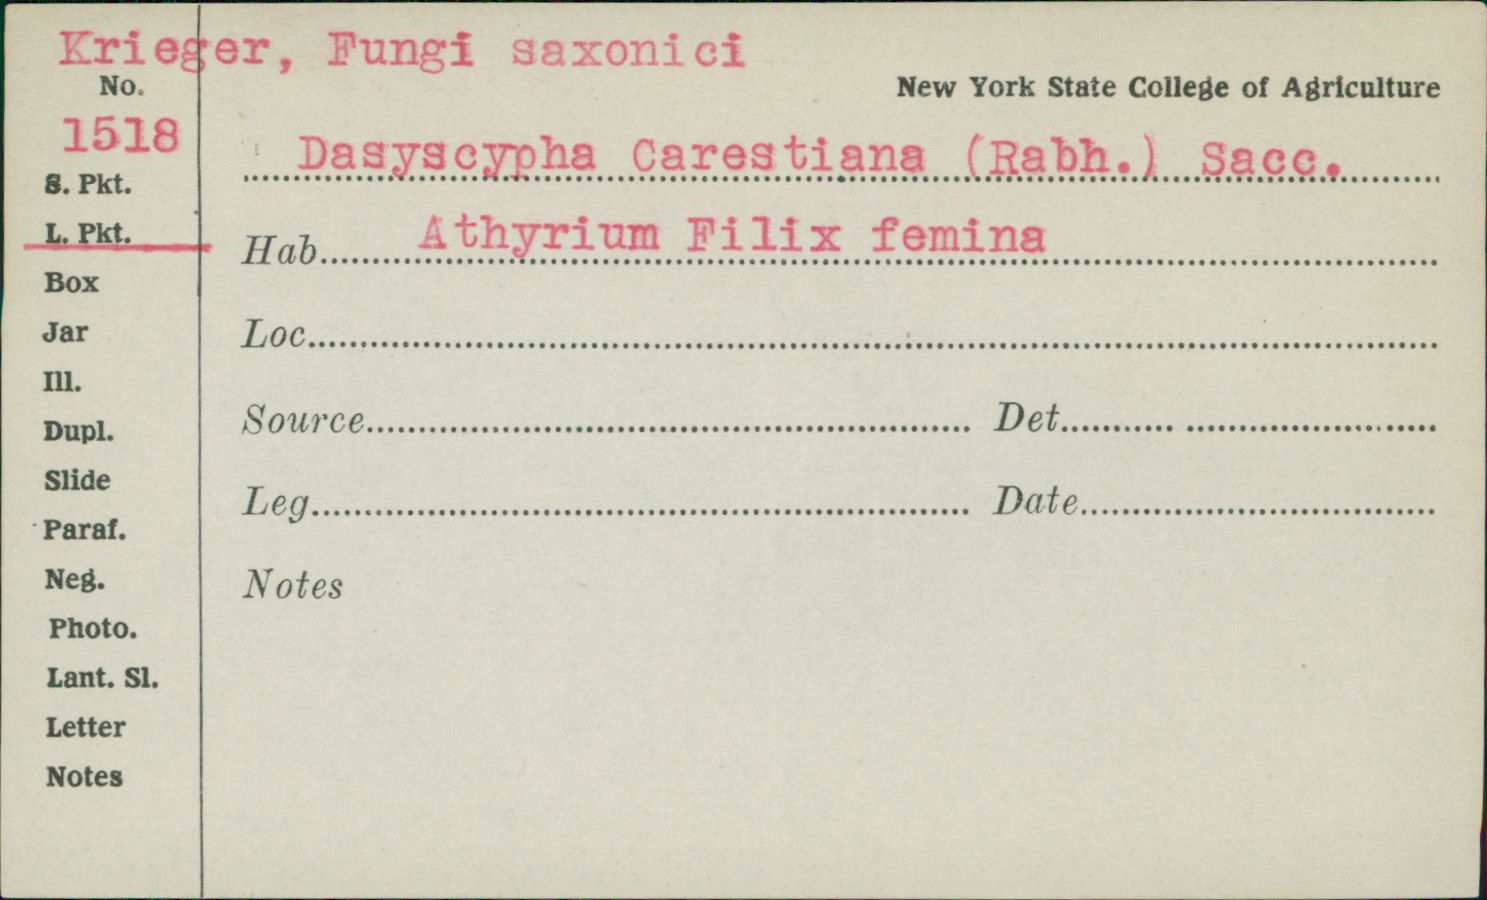 Krieger, Fungi saxonici
No.
New York State College of Agriculture
1518
Dasyscypha Carestiana (Rabh.) Sacc.
S. Pkt.
L. Pkt.
Hab. Athyrium Filix femina
Box
Jar
Loc.
Ill.
Dupl.
Source Det.
Slide
Leg. Date
Paraf.
Neg.
Notes
Photo.
Lant. Sl.
Letter
Notes